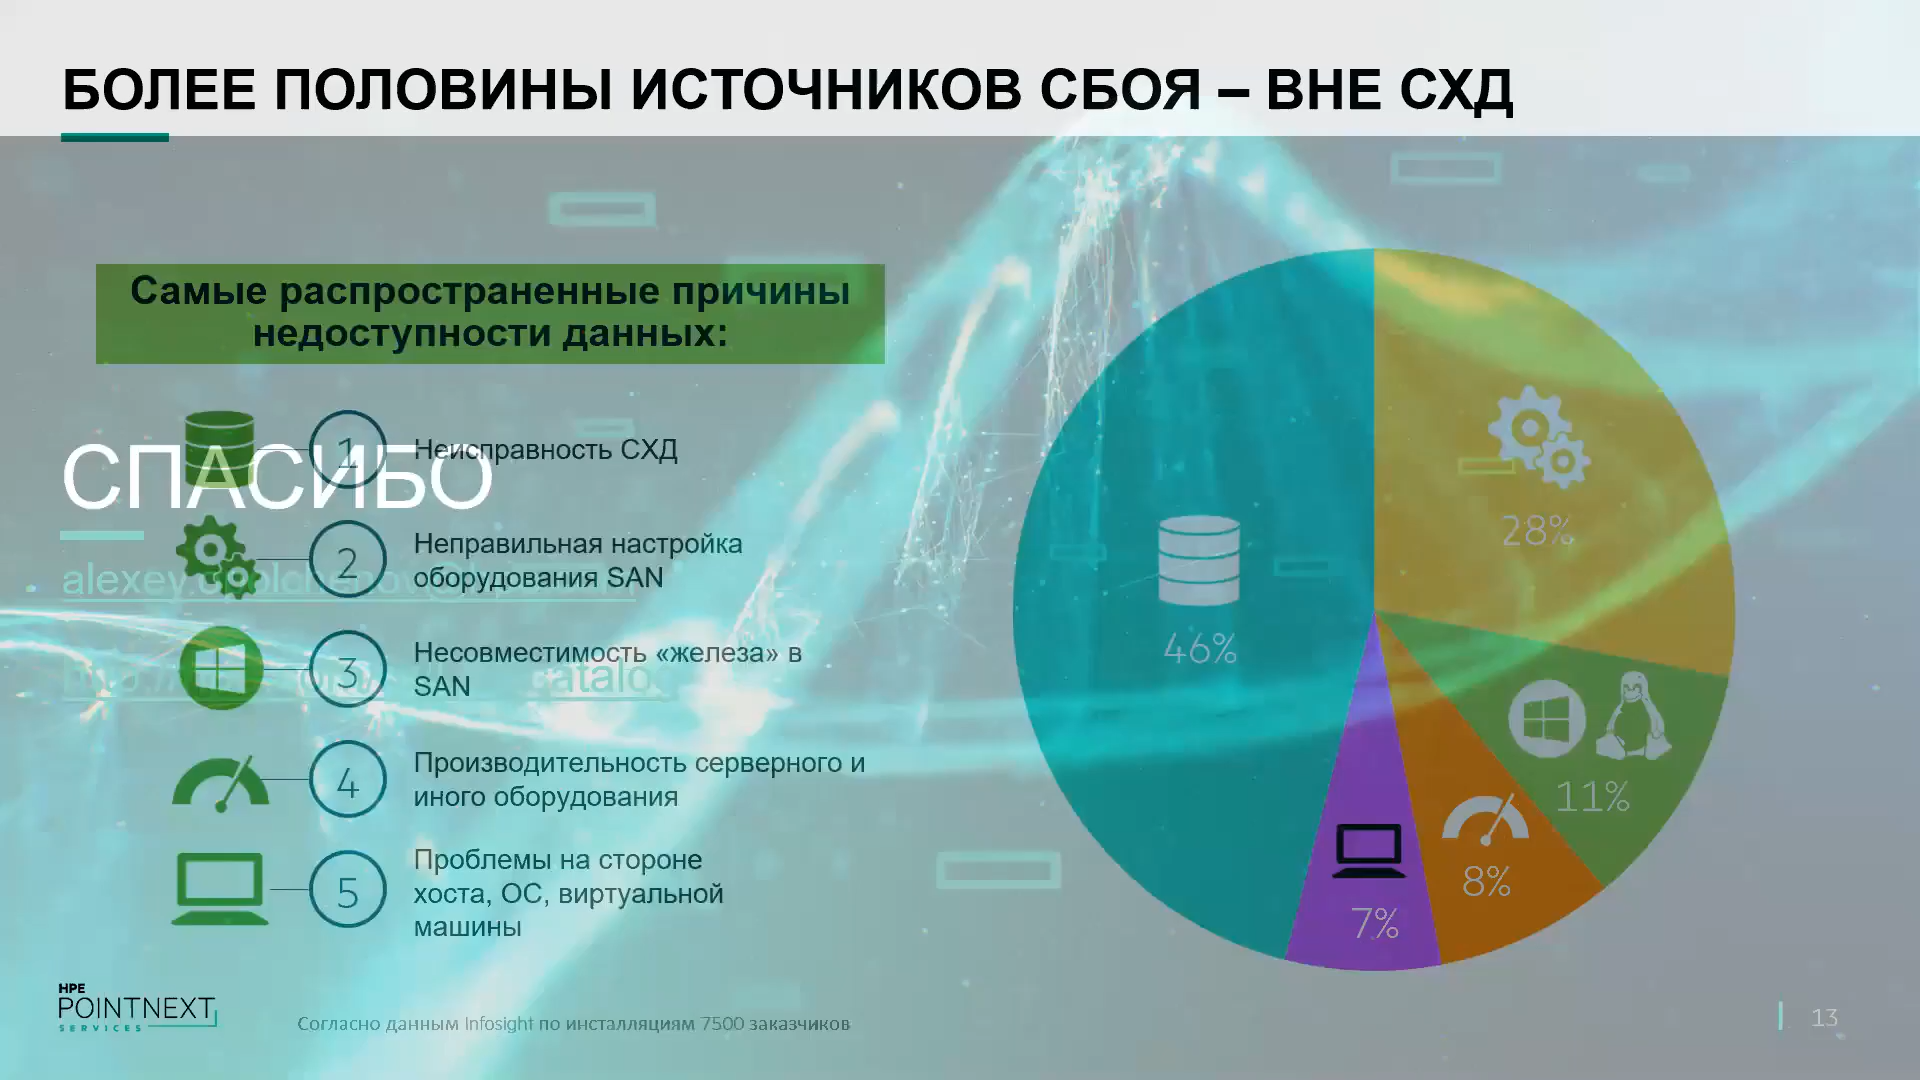 БОЛЕЕ ПОЛОВИНЫ ИСТОЧНИКОВ СБОЯ – ВНЕ СХД
Самые распространенные причины
недоступности данных:
СПАСИБО
1
Неисправность СХД
2
Неправильная настройка
оборудования SAN
3
Несовместимость «железа» в
SAN
4
Производительность серверного и
иного оборудования
5
Проблемы на стороне
хоста, ОС, виртуальной
машины
46%
28%
11%
8%
7%
HPE
POINTNEXT
SERVICES
Согласно данным Infosight по инсталляциям 7500 заказчиков
13